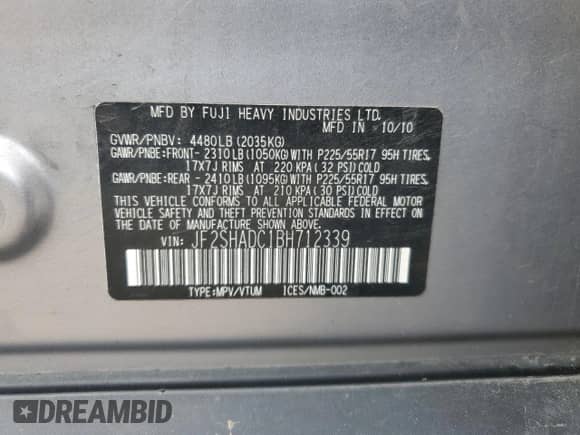 MFD BY FUJI HEAVY INDUSTRIES LTD.
MFD IN 10/10
GVWR/PNBV: 4480LB (2035KG)
GAWR/PNBE:FRONT- 2310LB(1050KG)WITH P225/55R17 95H TIRES,
17X7J RIMS AT 220 KPA (32 PSI)COLD
GAWR/PNBE:REAR - 2410LB(1095KG)WITH P225/55R17 95H TIRES,
17X7J RIMS AT 210 KPA (30 PSI)COLD
THIS VEHICLE CONFORMS TO ALL APPLICABLE FEDERAL MOTOR
VEHICLE SAFETY AND THEFT PREVENTION STANDARDS IN EFFECT
ON THE DATE OF MANUFACTURE SHOWN ABOVE.
VIN: JF2SHADC1BH712339
TYPE:MPV/VTUM ICES/NMB-002
DREAMBID